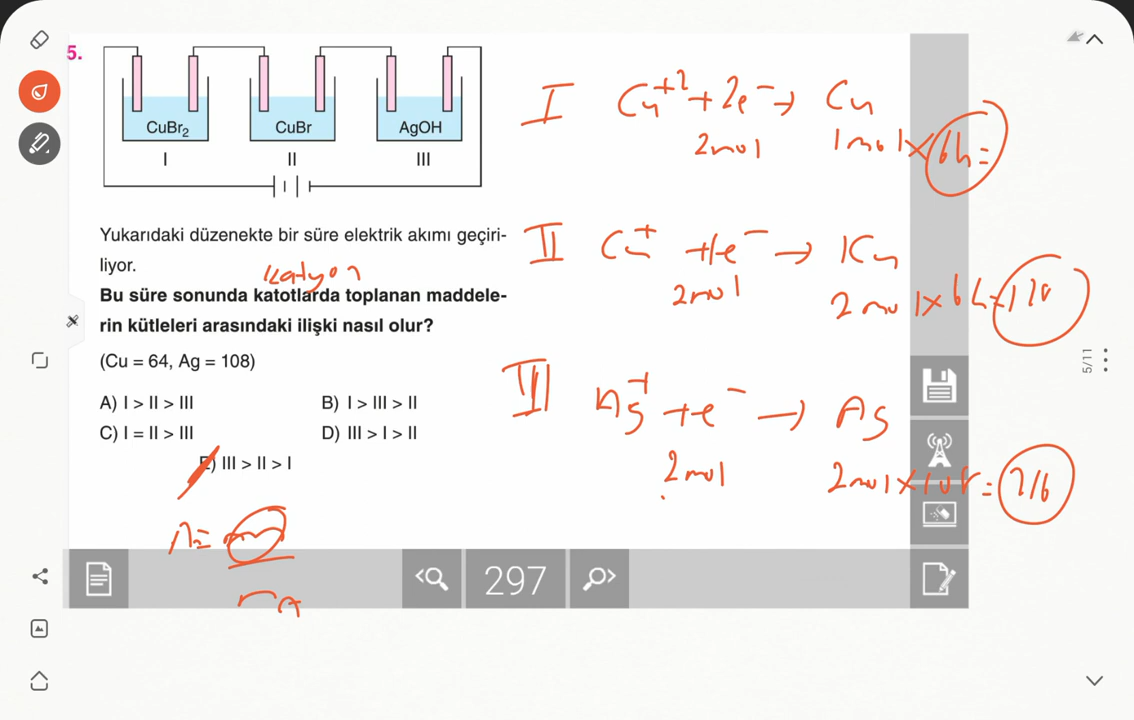 5.
CuBr₂
CuBr
AgOH
I
II
III
Yukarıdaki düzenekte bir süre elektrik akımı geçiri-
liyor.
katyon
Bu süre sonunda katotlarda toplanan maddele-
rin kütleleri arasındaki ilişki nasıl olur?
(Cu = 64, Ag = 108)
A) I > II > III
B) I > III > II
C) I = II > III
D) III > I > II
E) III > II > I
n =
I Cu⁺² + 2e⁻ → Cu
2mol 1mol x 64 =
II Cu⁺ + 1e⁻ →
2mol 2mol x 64 = 128
III Ag⁺ + e⁻ → Ag
2mol 2mol x 108 = 216
297
5/11